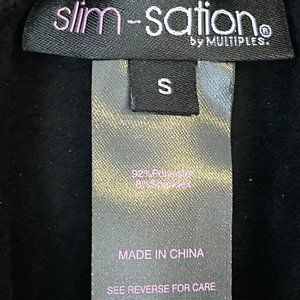 slim-sation®
by MULTIPLES.
S
92%Polyester
8%Spandex
MADE IN CHINA
SEE REVERSE FOR CARE